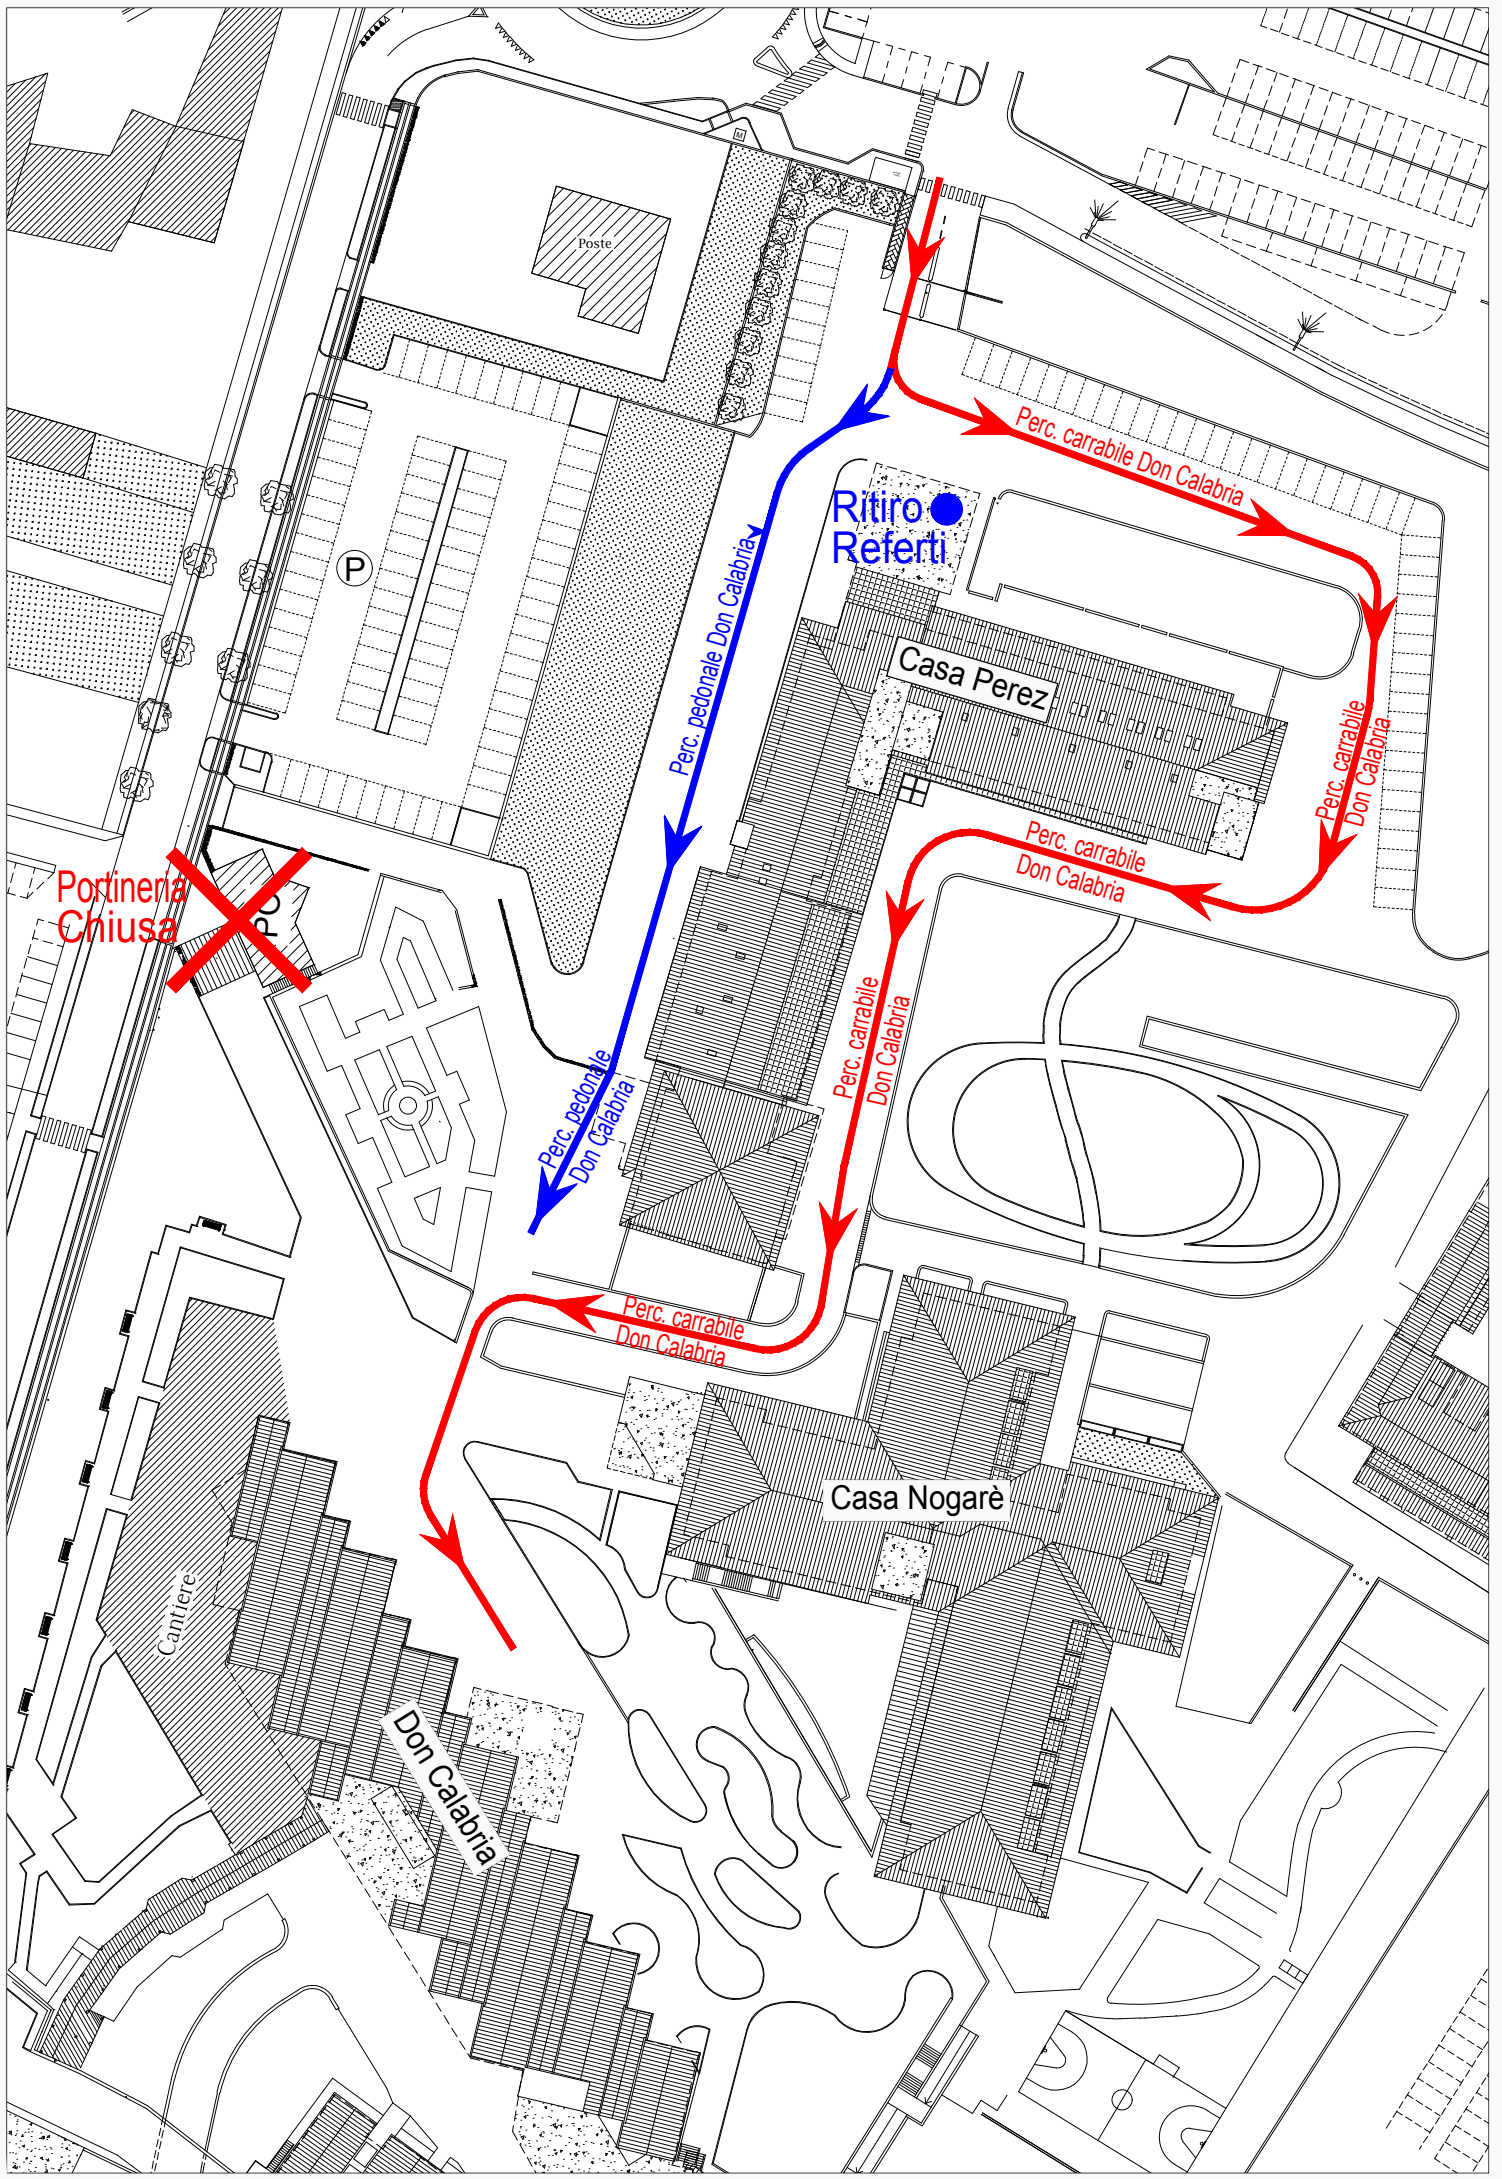 M
Poste
Perc. carrabile Don Calabria
Ritiro
Referti
P
Perc. pedonale Don Calabria
Casa Perez
Perc. carrabile
Don Calabria
Perc. carrabile
Don Calabria
Portineria
Chiusa
PO
Perc. carrabile
Don Calabria
Perc. pedonale
Don Calabria
Perc. carrabile
Don Calabria
Casa Nogarè
Cantiere
Don Calabria